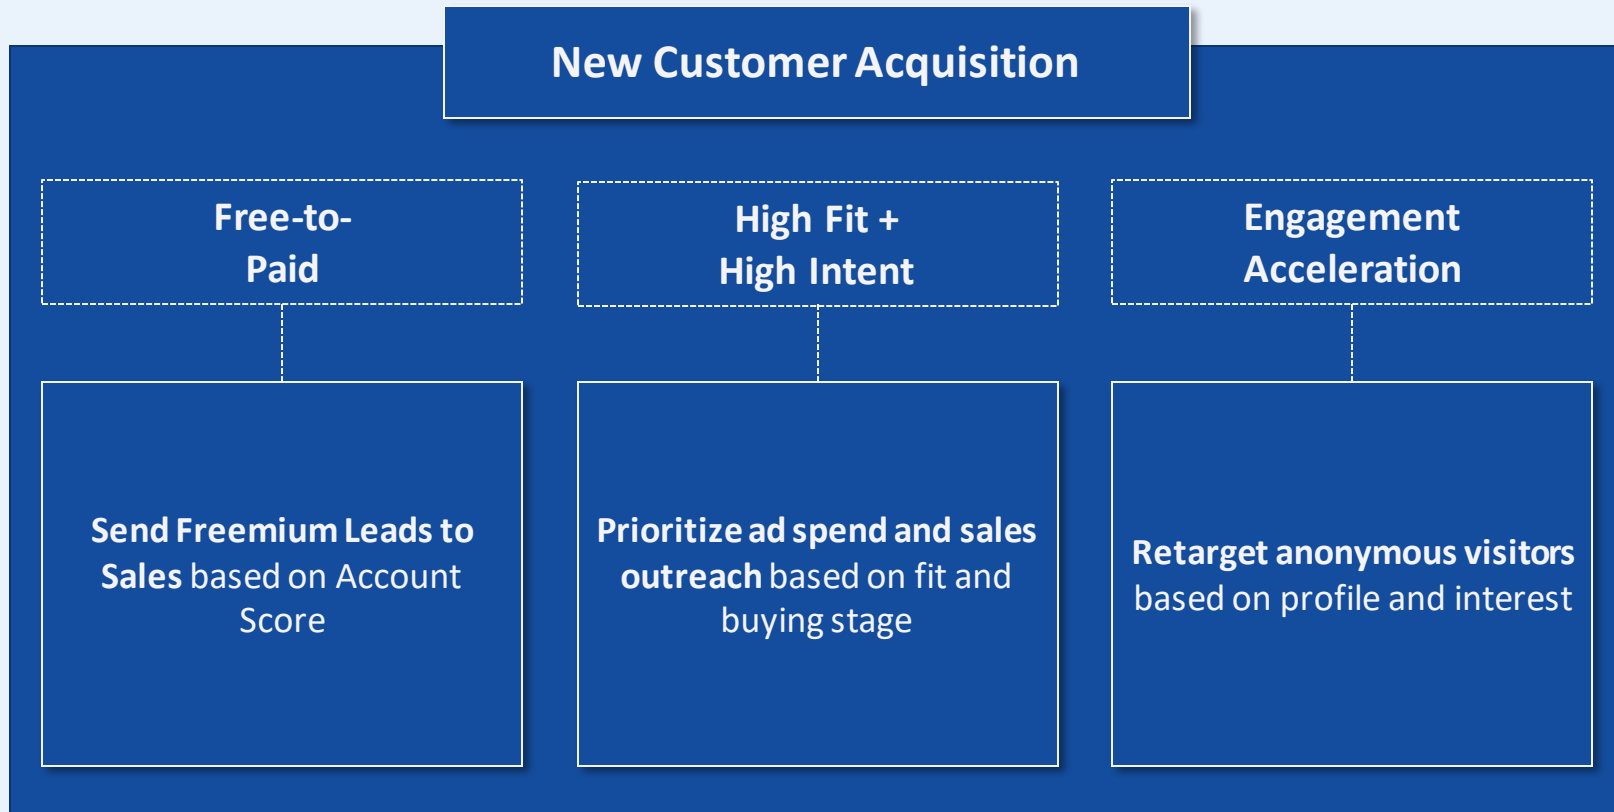 New Customer Acquisition
Free-to-
Paid
High Fit +
High Intent
Engagement
Acceleration
Send Freemium Leads to
Sales based on Account
Score
Prioritize ad spend and sales
outreach based on fit and
buying stage
Retarget anonymous visitors
based on profile and interest